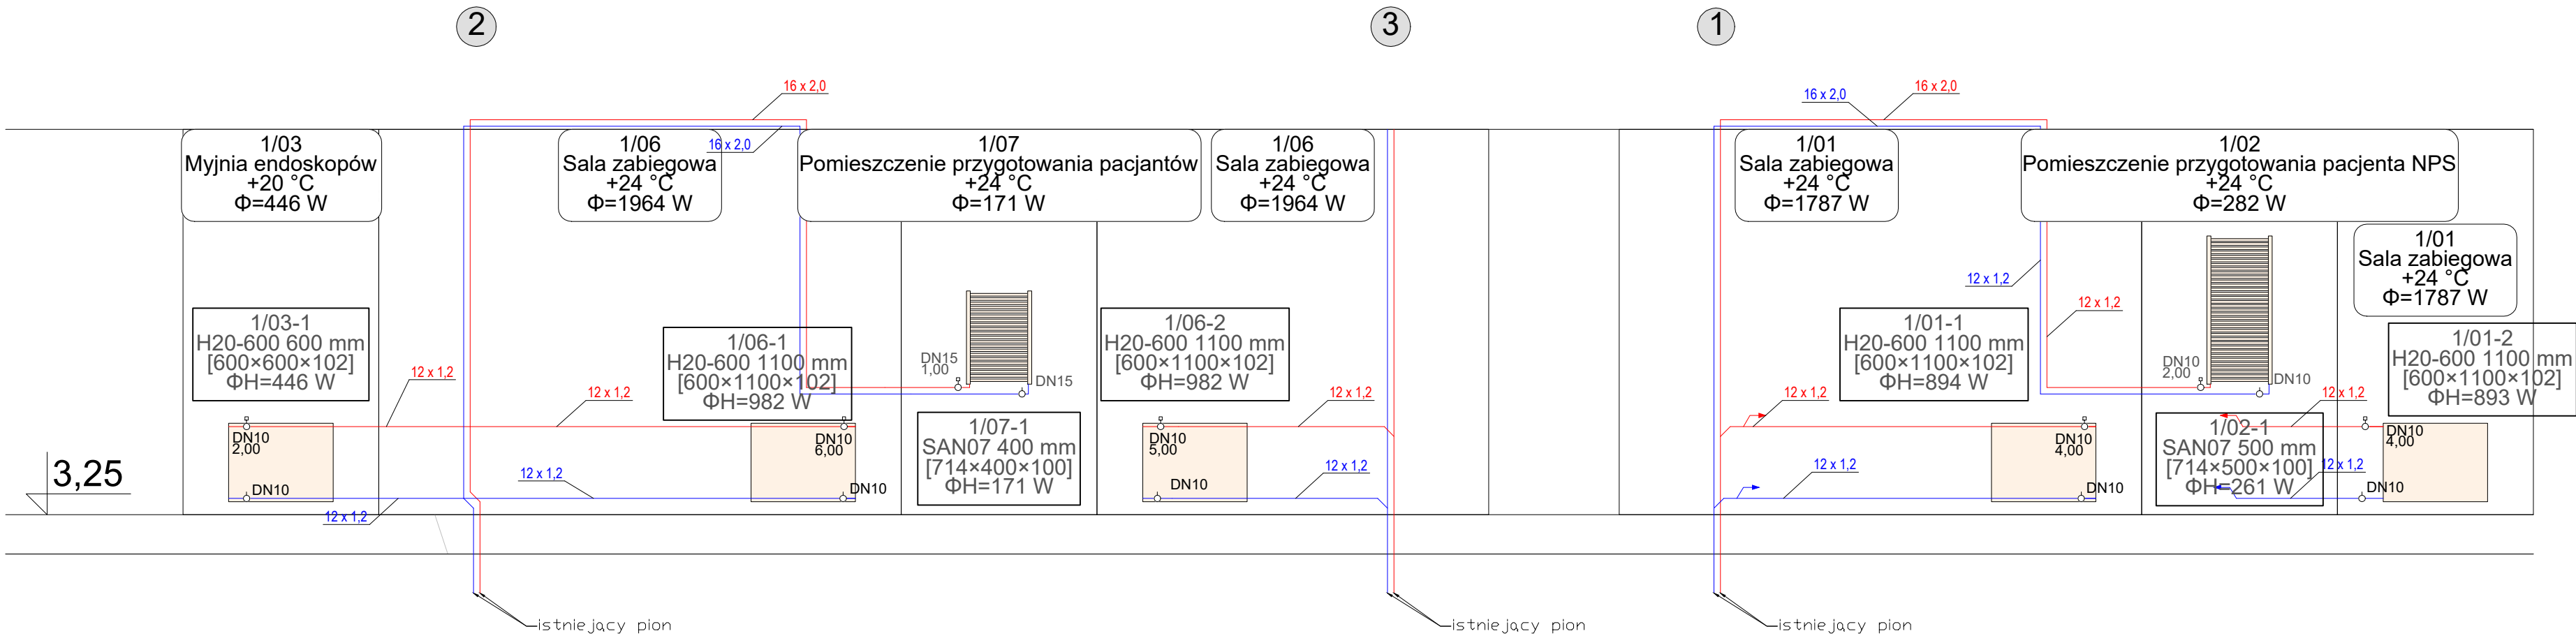 2
3
1
16 x 2,0
16 x 2,0
16 x 2,0
16 x 2,0
1/03
Myjnia endoskopów
+20 °C
Φ=446 W
1/06
Sala zabiegowa
+24 °C
Φ=1964 W
1/07
Pomieszczenie przygotowania pacjantów
+24 °C
Φ=171 W
1/06
Sala zabiegowa
+24 °C
Φ=1964 W
1/01
Sala zabiegowa
+24 °C
Φ=1787 W
1/02
Pomieszczenie przygotowania pacjenta NPS
+24 °C
Φ=282 W
1/01
Sala zabiegowa
+24 °C
Φ=1787 W
12 x 1,2
12 x 1,2
1/03-1
H20-600 600 mm
[600×600×102]
ΦH=446 W
12 x 1,2
12 x 1,2
1/06-1
H20-600 1100 mm
[600×1100×102]
ΦH=982 W
DN15
1,00
DN15
1/06-2
H20-600 1100 mm
[600×1100×102]
ΦH=982 W
12 x 1,2
12 x 1,2
1/01-1
H20-600 1100 mm
[600×1100×102]
ΦH=894 W
DN10
2,00
DN10
12 x 1,2
1/01-2
H20-600 1100 mm
[600×1100×102]
ΦH=893 W
3,25
DN10
2,00
DN10
12 x 1,2
12 x 1,2
DN10
6,00
DN10
1/07-1
SAN07 400 mm
[714×400×100]
ΦH=171 W
DN10
5,00
DN10
12 x 1,2
12 x 1,2
DN10
4,00
DN10
1/02-1
SAN07 500 mm
[714×500×100]
ΦH=261 W
12 x 1,2
DN10
4,00
DN10
istniejący pion
istniejący pion
istniejący pion